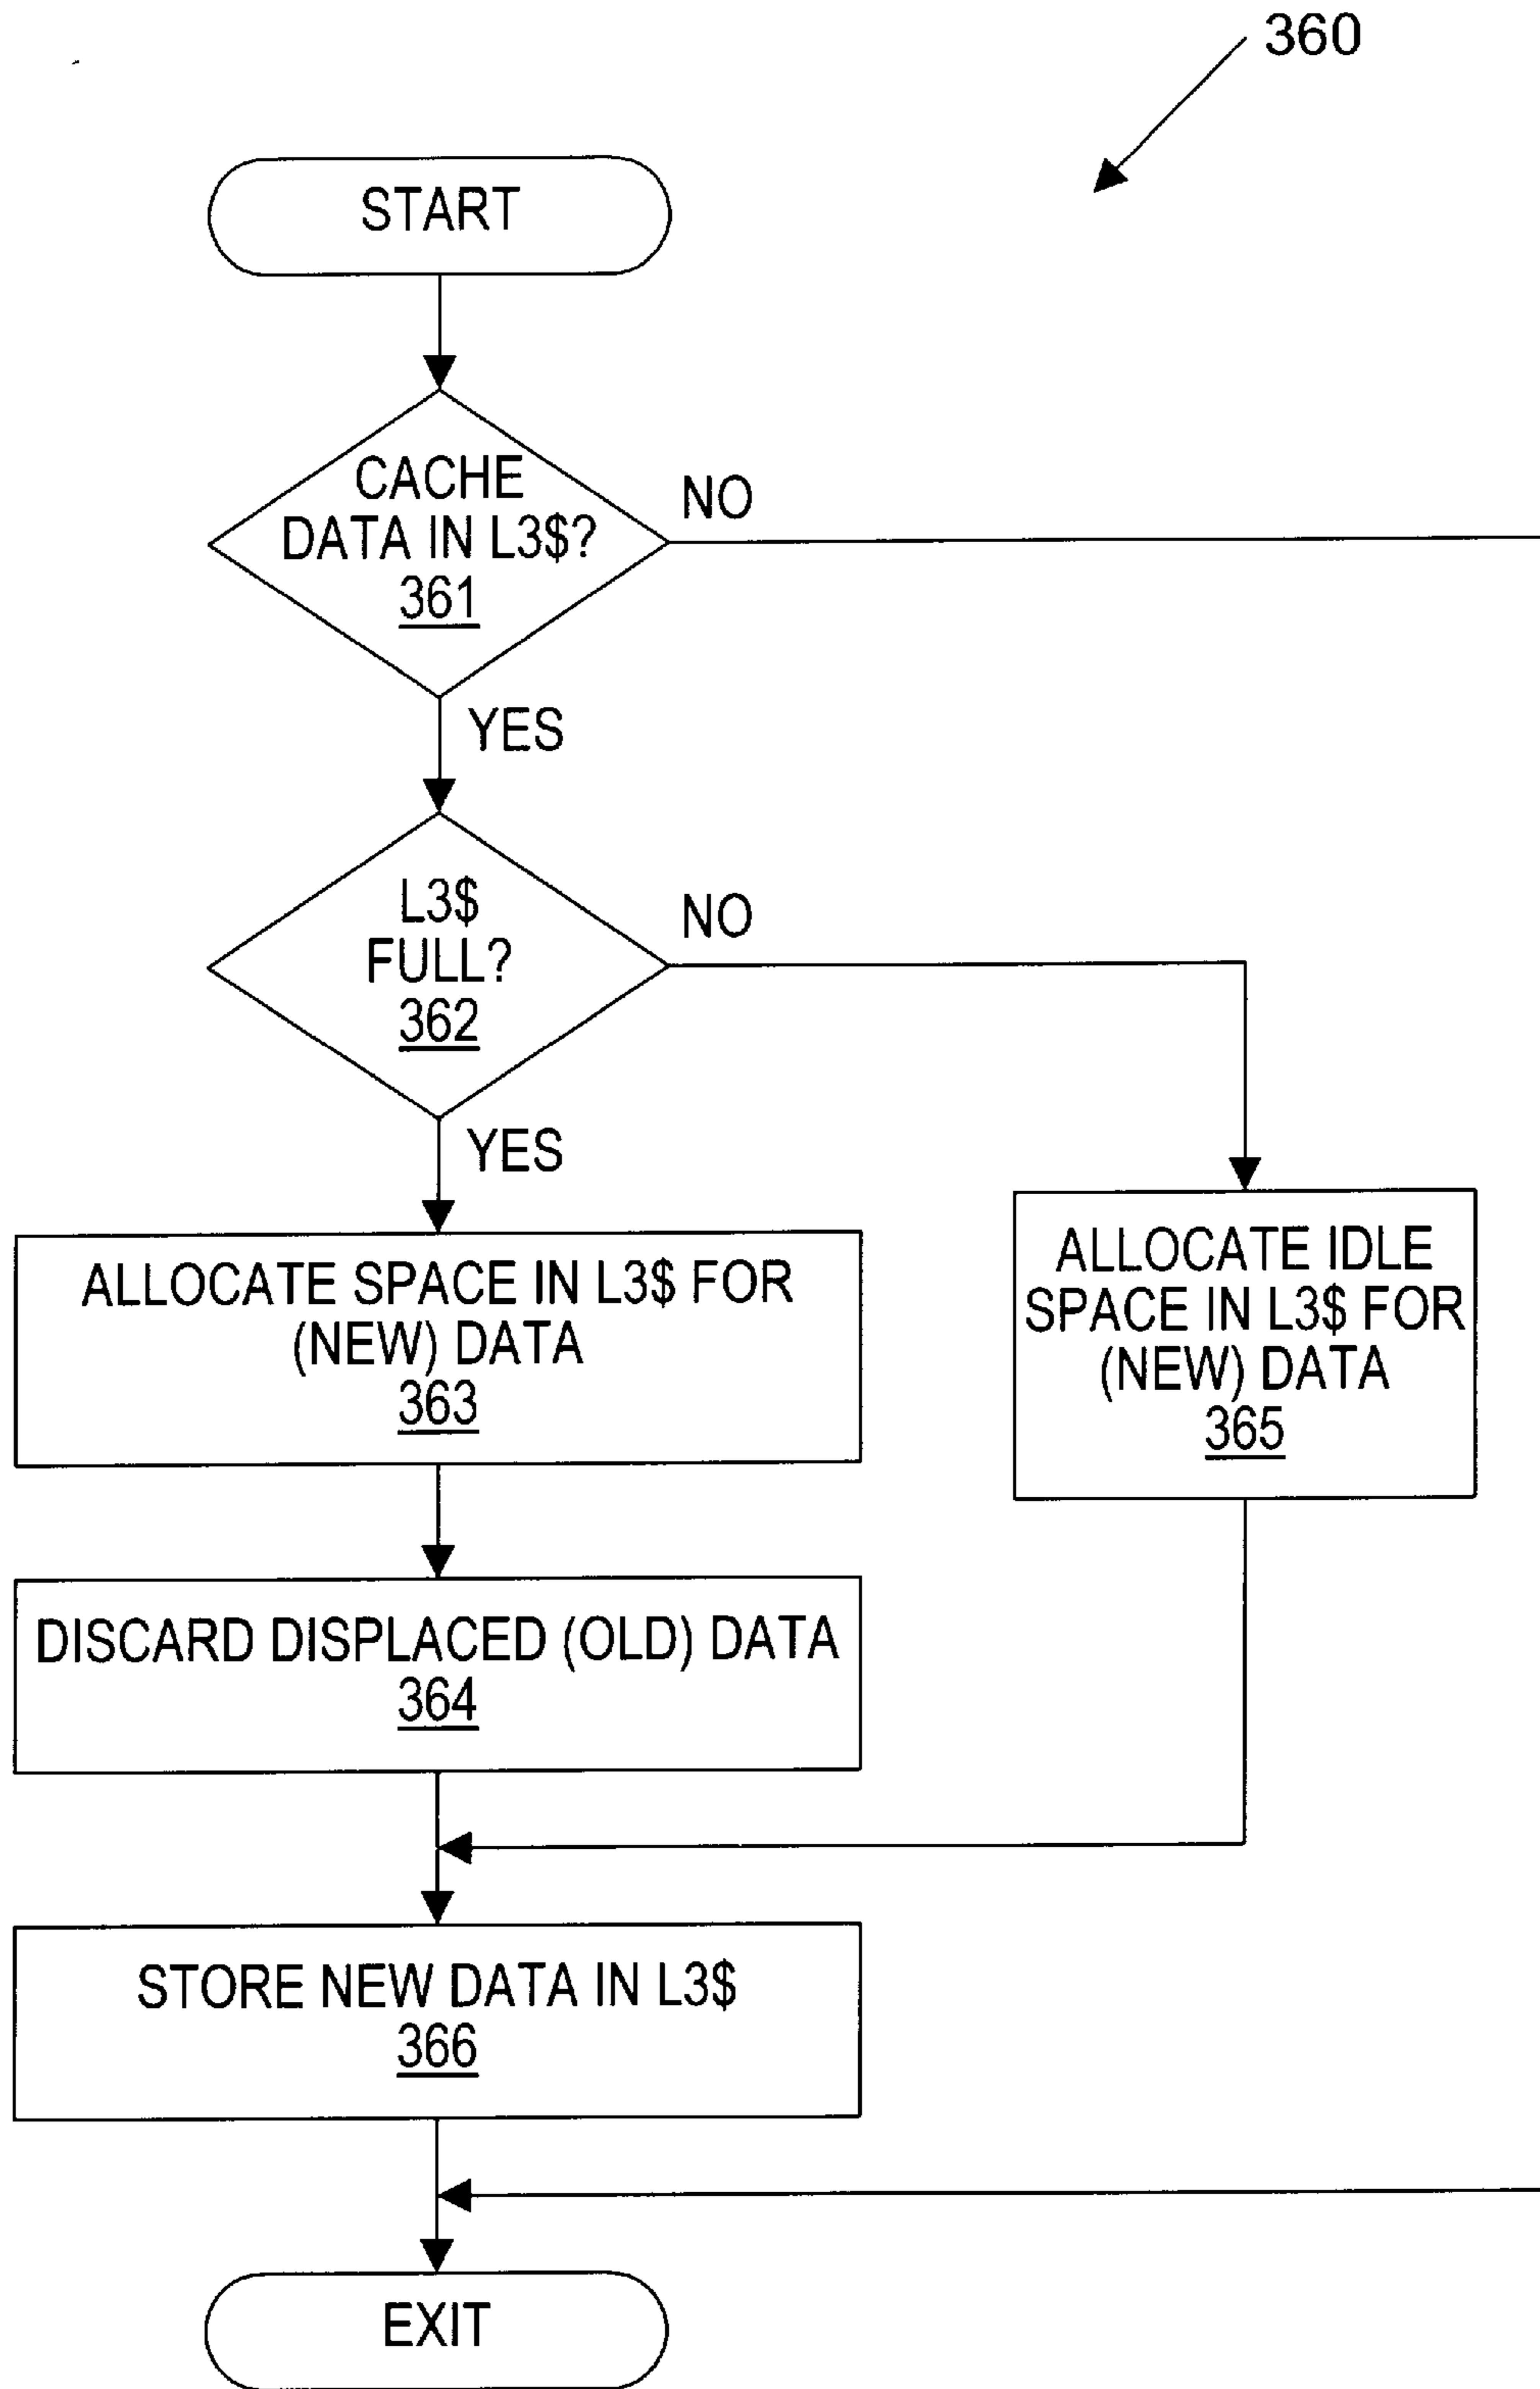 360
START
CACHE
DATA IN L3$?
361
NO
YES
L3$
FULL?
362
NO
YES
ALLOCATE SPACE IN L3$ FOR
(NEW) DATA
363
ALLOCATE IDLE
SPACE IN L3$ FOR
(NEW) DATA
365
DISCARD DISPLACED (OLD) DATA
364
STORE NEW DATA IN L3$
366
EXIT